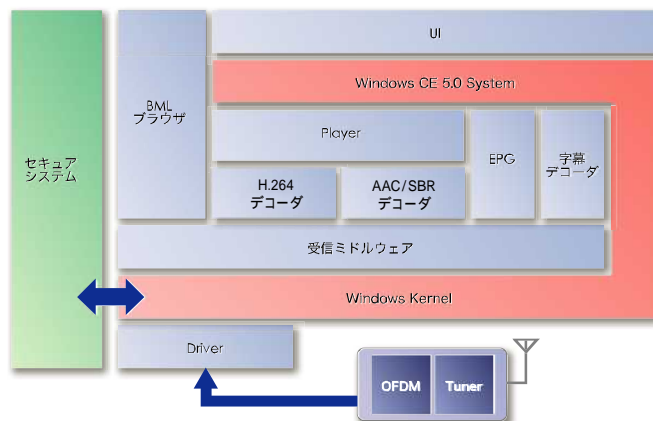 UI
Windows CE 5.0 System
BML
ブラウザ
Player
EPG
字幕
デコーダ
セキュア
システム
H.264
デコーダ
AAC/SBR
デコーダ
受信ミドルウェア
Windows Kernel
Driver
OFDM
Tuner